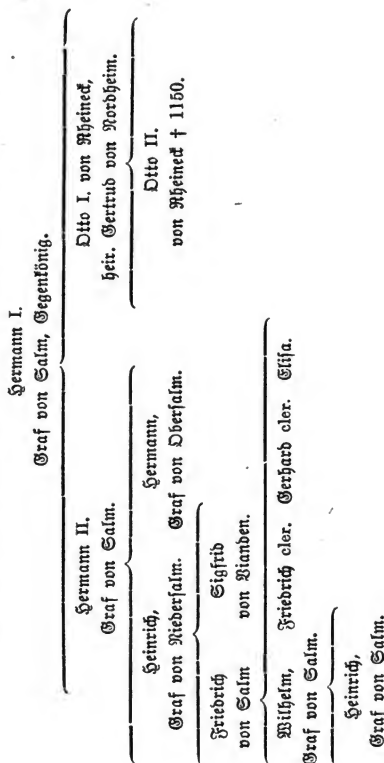 Hermann I.
Graf von Salm, Gegenkönig.
Hermann II.
Graf von Salm.
Otto I. von Rheineck,
heir. Gertrud von Nordheim.
Heinrich,
Graf von Niedersalm.
Hermann,
Graf von Obersalm.
Otto II.
von Rheineck † 1150.
Friedrich
von Salm
Sigfrid
von Vianden.
Wilhelm,
Graf von Salm.
Friedrich cler.
Gerhard cler.
Elisa.
Heinrich,
Graf von Salm.